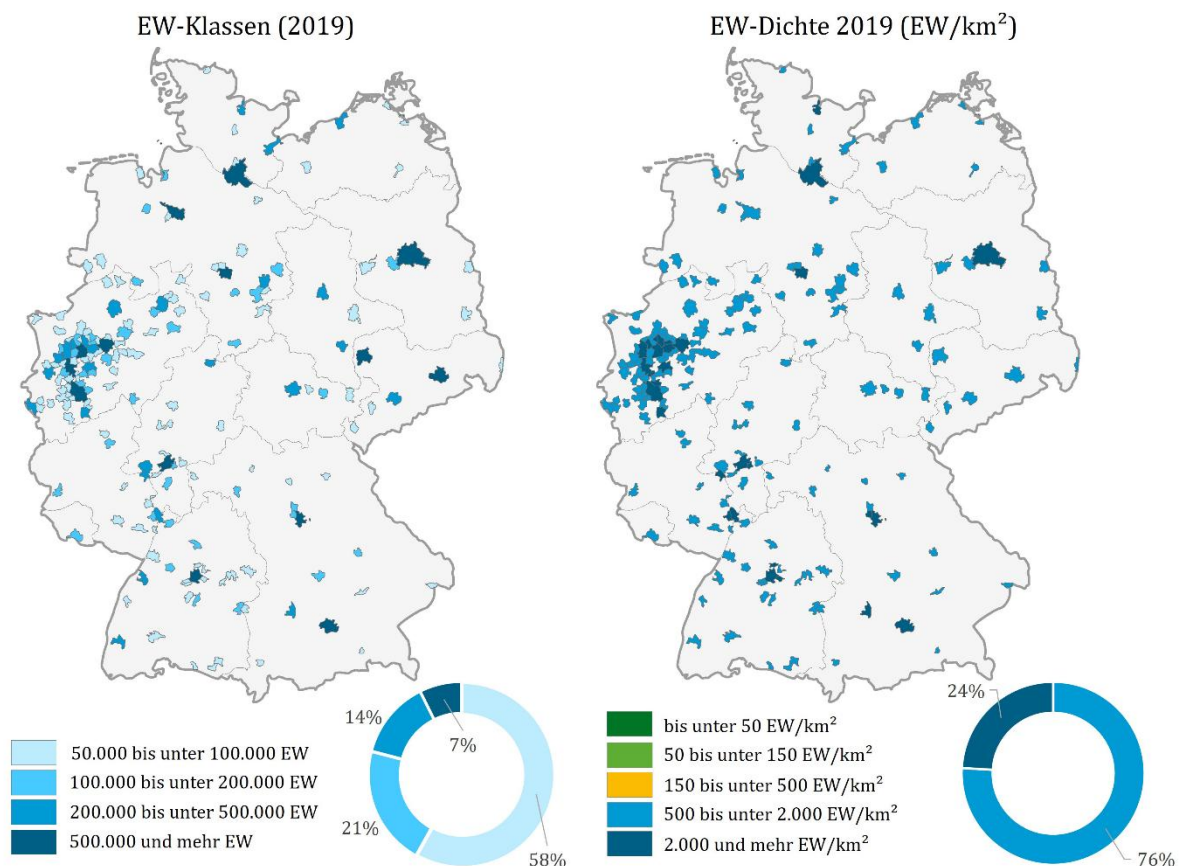 EW-Klassen (2019)
EW-Dichte 2019 (EW/km²)
14%
7%
21%
58%
50.000 bis unter 100.000 EW
100.000 bis unter 200.000 EW
200.000 bis unter 500.000 EW
500.000 und mehr EW
24%
76%
bis unter 50 EW/km²
50 bis unter 150 EW/km²
150 bis unter 500 EW/km²
500 bis unter 2.000 EW/km²
2.000 und mehr EW/km²